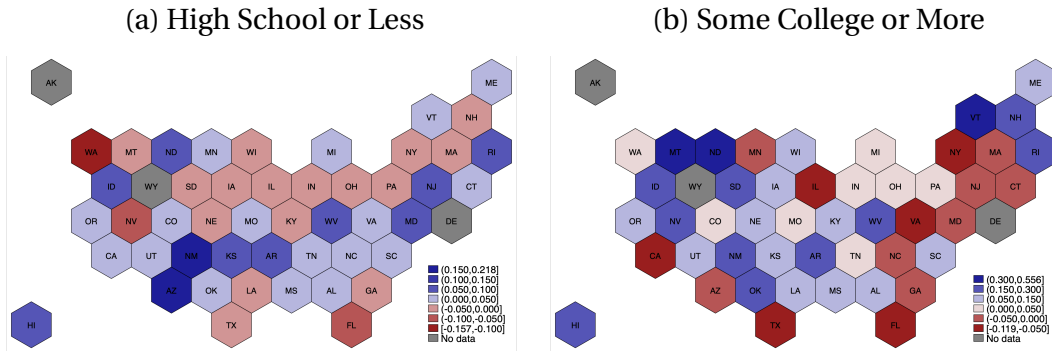 (a) High School or Less
AK
ME
VT NH
WA MT ND MN WI MI NY MA RI
ID WY SD IA IL IN OH PA NJ CT
OR NV CO NE MO KY WV VA MD DE
CA UT NM KS AR TN NC SC
AZ OK LA MS AL GA
HI TX FL
(0.150,0.218]
(0.100,0.150]
(0.050,0.100]
(0.000,0.050]
(-0.050,0.000]
(-0.100,-0.050]
[-0.157,-0.100]
No data
(b) Some College or More
AK
ME
VT NH
WA MT ND MN WI MI NY MA RI
ID WY SD IA IL IN OH PA NJ CT
OR NV CO NE MO KY WV VA MD DE
CA UT NM KS AR TN NC SC
AZ OK LA MS AL GA
HI TX FL
(0.300,0.556]
(0.150,0.300]
(0.050,0.150]
(0.000,0.050]
(-0.050,0.000]
[-0.119,-0.050]
No data